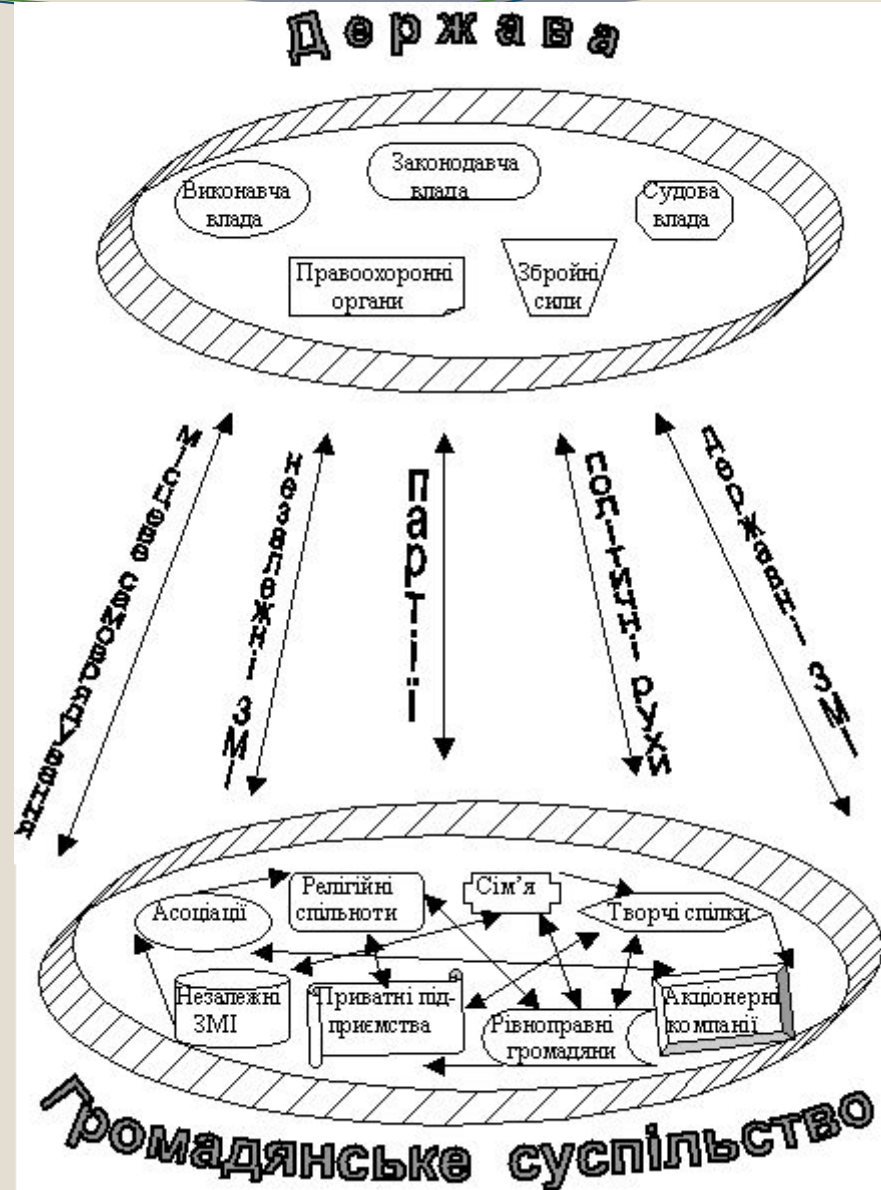 Держава
Виконавча
влада
Законодавча
влада
Судова
влада
Правоохоронні
органи
Збройні
сили
місцеве самоврядування
незалежні ЗМІ
партії
політичні рухи
державні ЗМІ
Асоціації
Релігійні
спільноти
Сім’я
Творчі спілки
Незалежні
ЗМІ
Приватні під-
приємства
Рівноправні
громадяни
Акціонерні
компанії
Громадянське суспільство